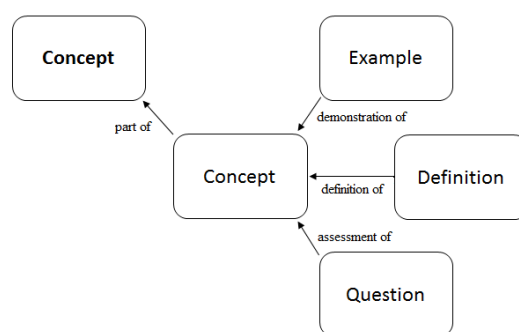 Concept
Example
part of
demonstration of
Concept
definition of
Definition
assessment of
Question